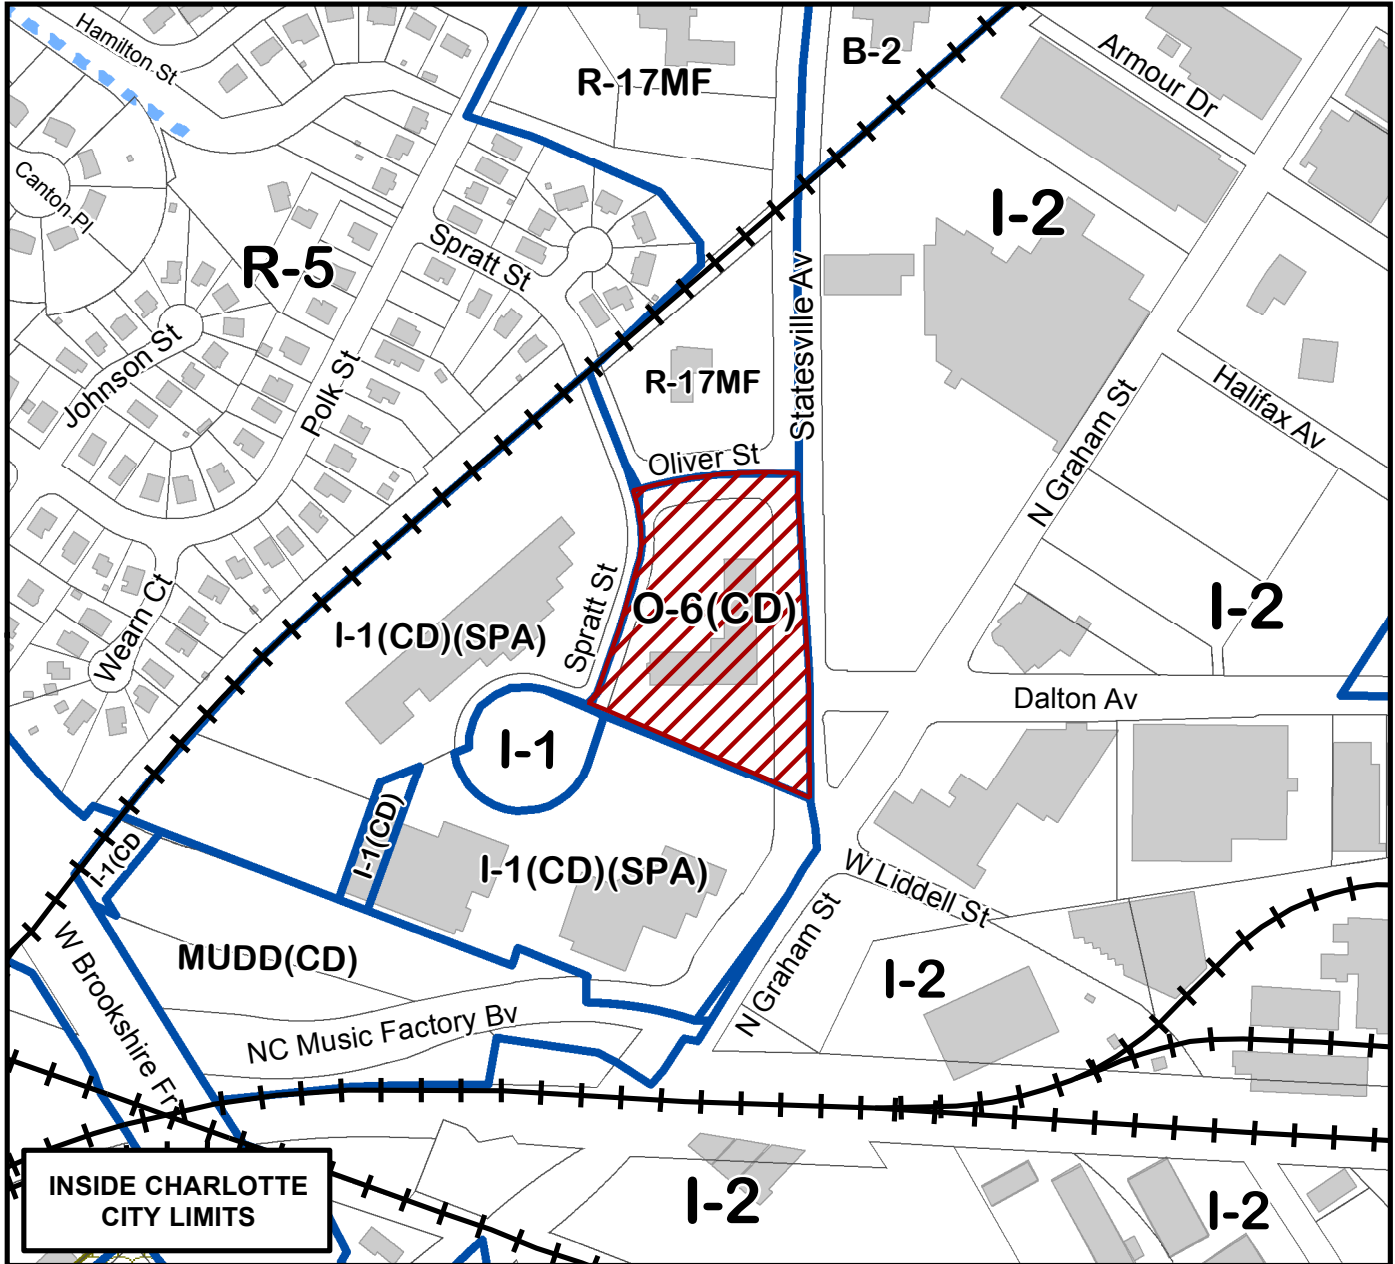 Hamilton St
R-17MF
B-2
Armour Dr
Canton Pl
Spratt St
R-5
I-2
Statesville Av
Johnson St
Polk St
R-17MF
Halifax Av
N Graham St
Oliver St
Wearn Ct
I-1(CD)(SPA)
Spratt St
O-6(CD)
I-2
Dalton Av
I-1
I-1(CD)
I-1(CD
I-1(CD)(SPA)
W Liddell St
MUDD(CD)
W Brookshire Fr
N Graham St
I-2
NC Music Factory Bv
INSIDE CHARLOTTE
CITY LIMITS
I-2
I-2